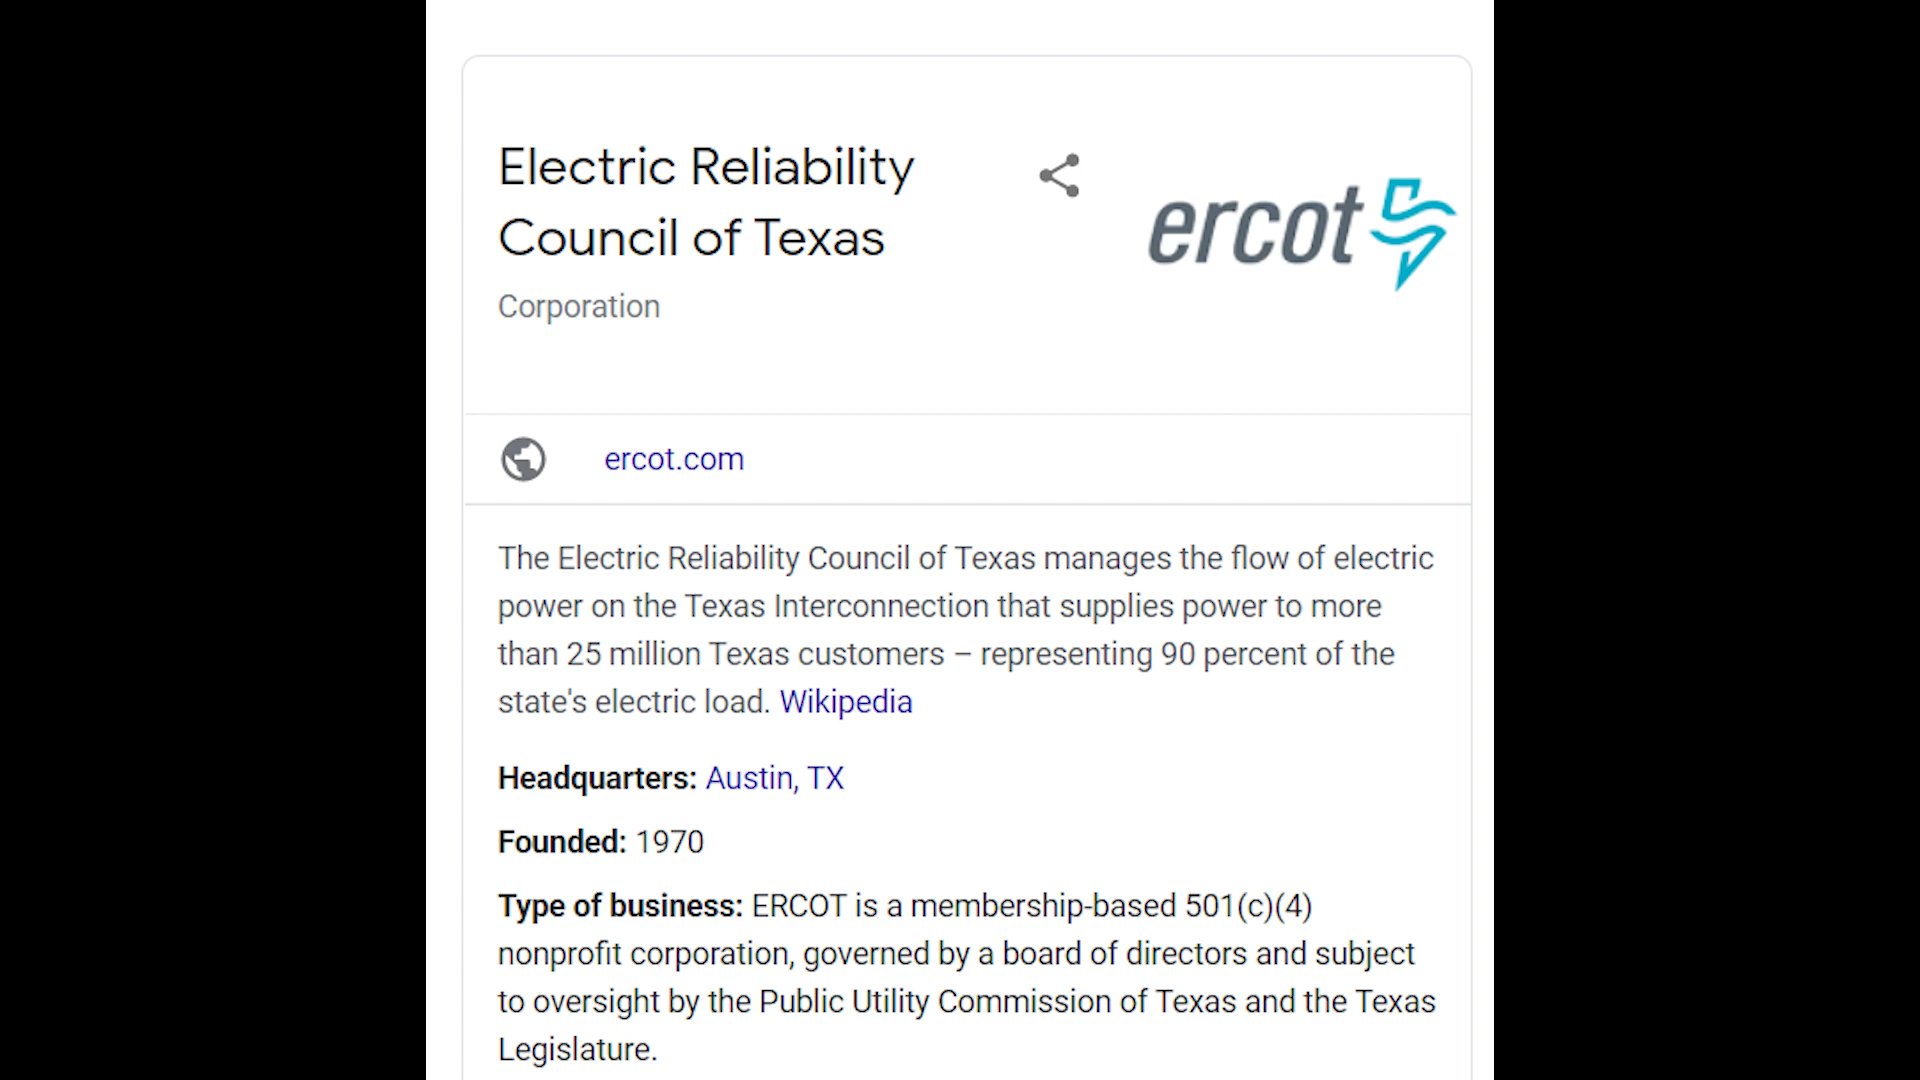 Electric Reliability
Council of Texas
ercot
Corporation
ercot.com
The Electric Reliability Council of Texas manages the flow of electric
power on the Texas Interconnection that supplies power to more
than 25 million Texas customers – representing 90 percent of the
state's electric load. Wikipedia
Headquarters: Austin, TX
Founded: 1970
Type of business: ERCOT is a membership-based 501(c)(4)
nonprofit corporation, governed by a board of directors and subject
to oversight by the Public Utility Commission of Texas and the Texas
Legislature.